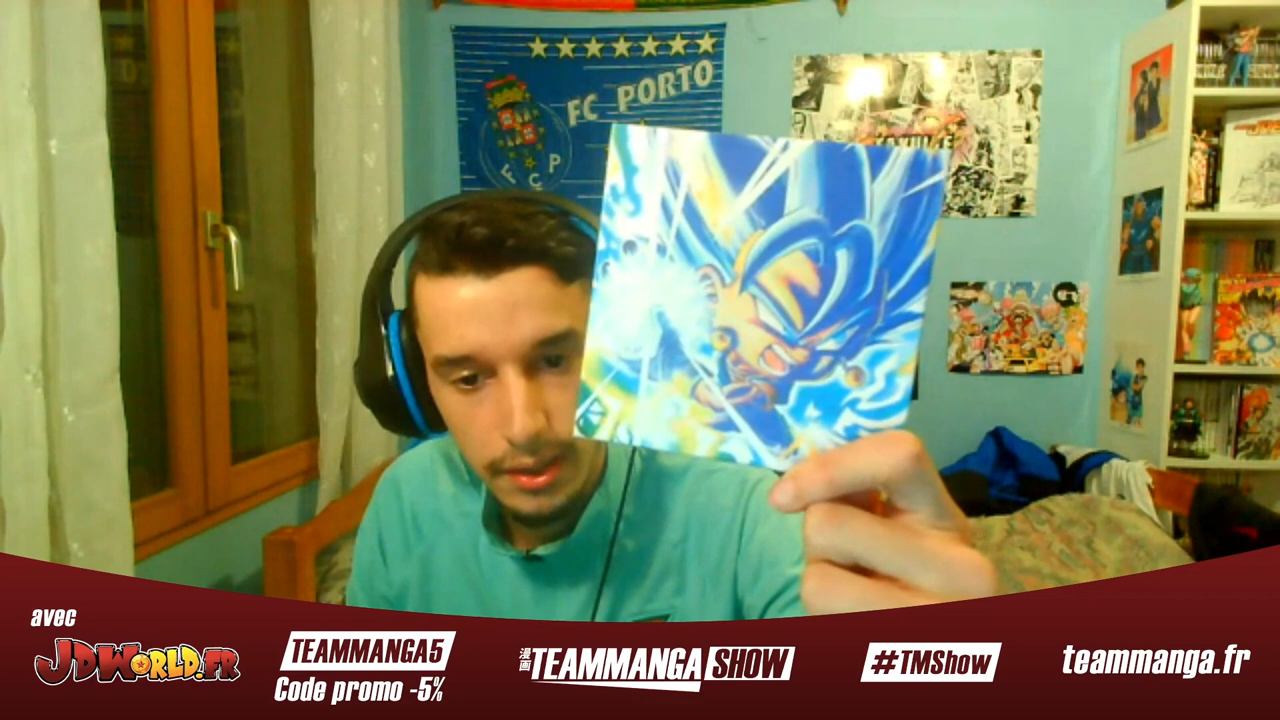 FC PORTO
F C P
avec
JDWORLD.FR
TEAMMANGA5
Code promo -5%
漫画 TEAMMANGA SHOW
#TMShow
teammanga.fr